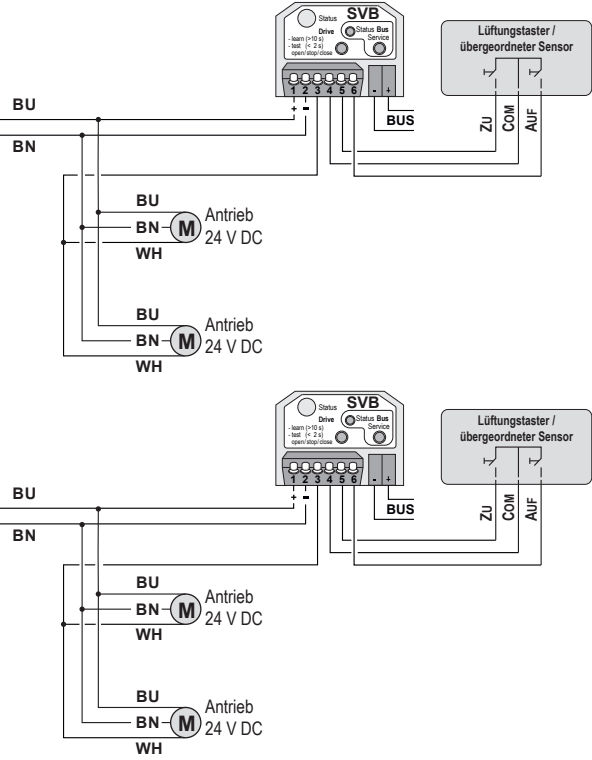 SVB
Status
Drive
Status Bus
Service
- learn (>10 s)
- test (< 2 s)
open/stop/close
1 2 3 4 5 6 - +
+ -
BUS
Lüftungstaster /
übergeordneter Sensor
ZU
COM
AUF
BU
BN
BU
BN
WH
M
Antrieb
24 V DC
BU
BN
WH
M
Antrieb
24 V DC
SVB
Status
Drive
Status Bus
Service
- learn (>10 s)
- test (< 2 s)
open/stop/close
1 2 3 4 5 6 - +
+ -
BUS
Lüftungstaster /
übergeordneter Sensor
ZU
COM
AUF
BU
BN
BU
BN
WH
M
Antrieb
24 V DC
BU
BN
WH
M
Antrieb
24 V DC